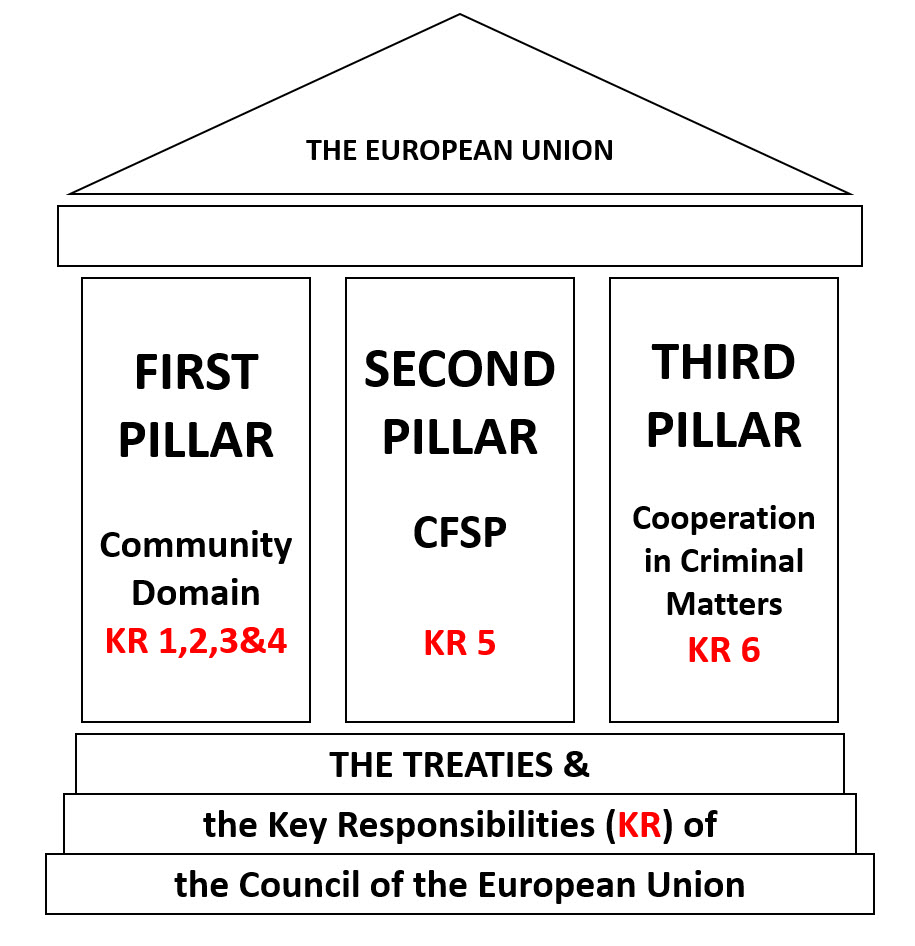 THE EUROPEAN UNION
FIRST
PILLAR
Community
Domain
KR 1,2,3&4
SECOND
PILLAR
CFSP
KR 5
THIRD
PILLAR
Cooperation
in Criminal
Matters
KR 6
THE TREATIES &
the Key Responsibilities (KR) of
the Council of the European Union